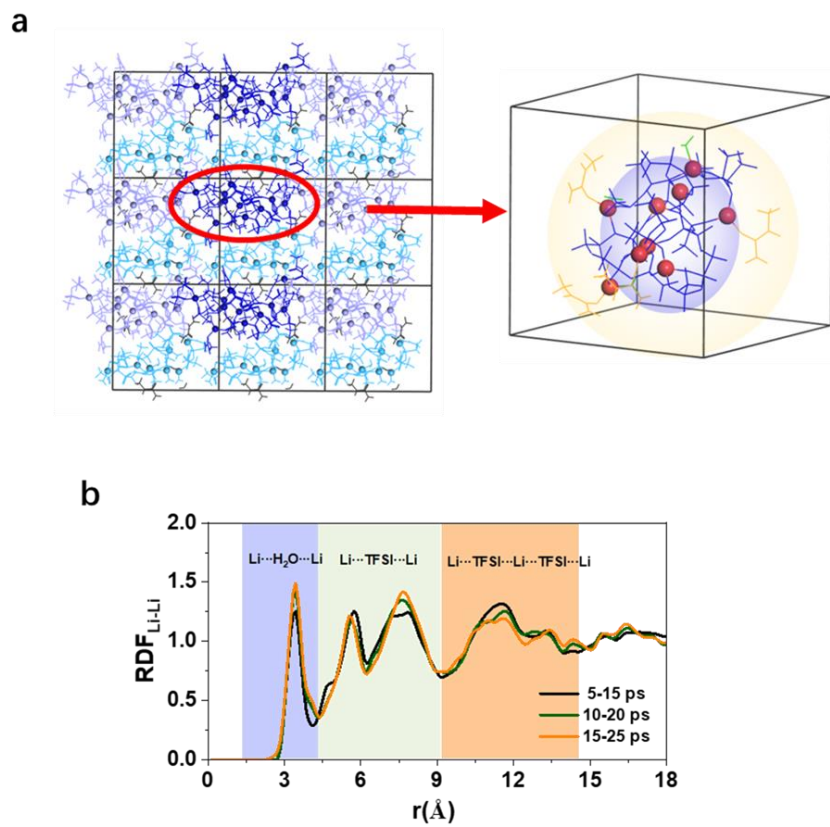 a
b
RDF_Li-Li
2.0
1.5
1.0
0.5
0.0
Li···H₂O···Li
Li···TFSI···Li
Li···TFSI···Li···TFSI···Li
5-15 ps
10-20 ps
15-25 ps
0 3 6 9 12 15 18
r(Å)